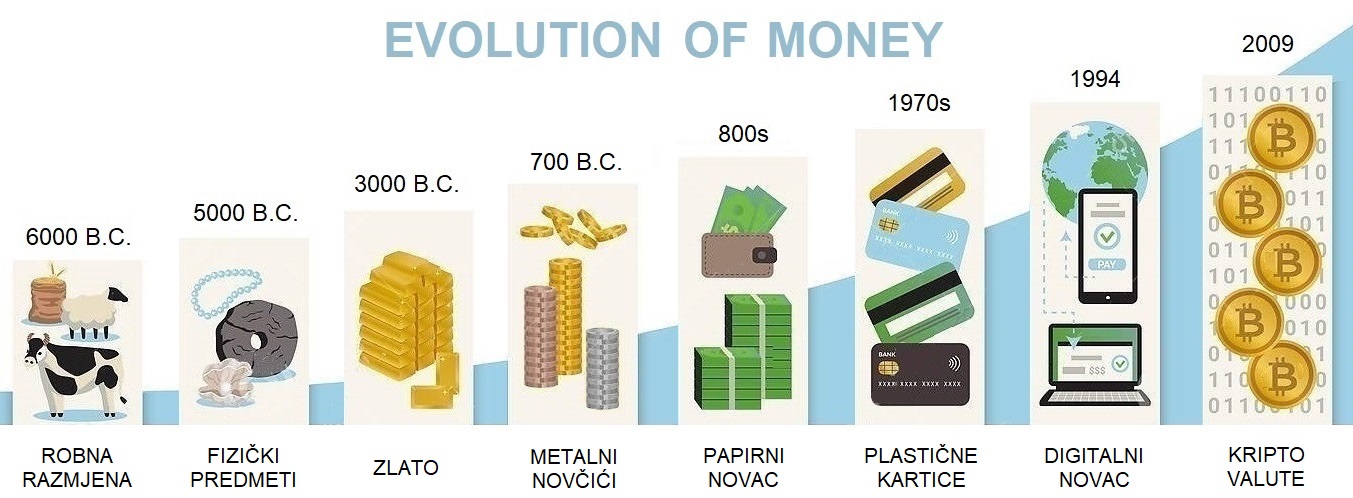 EVOLUTION OF MONEY
6000 B.C.
5000 B.C.
3000 B.C.
700 B.C.
800s
1970s
1994
2009
BANK
XXXX XXXX XXXX XXXX
BANK
XXXX XXXX XXXX XXXX
PAY
$$$
11100110
ROBNA
RAZMJENA
FIZIČKI
PREDMETI
ZLATO
METALNI
NOVČIĆI
PAPIRNI
NOVAC
PLASTIČNE
KARTICE
DIGITALNI
NOVAC
KRIPTO
VALUTE